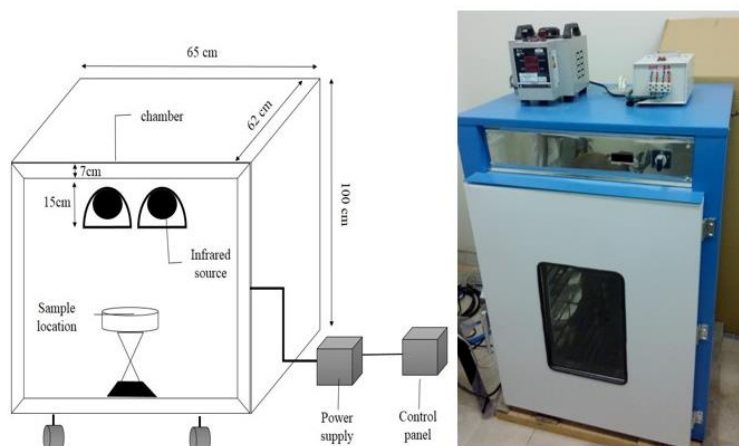 65 cm
62 cm
chamber
7cm
15cm
100 cm
Infrared
source
Sample
location
Power
supply
Control
panel